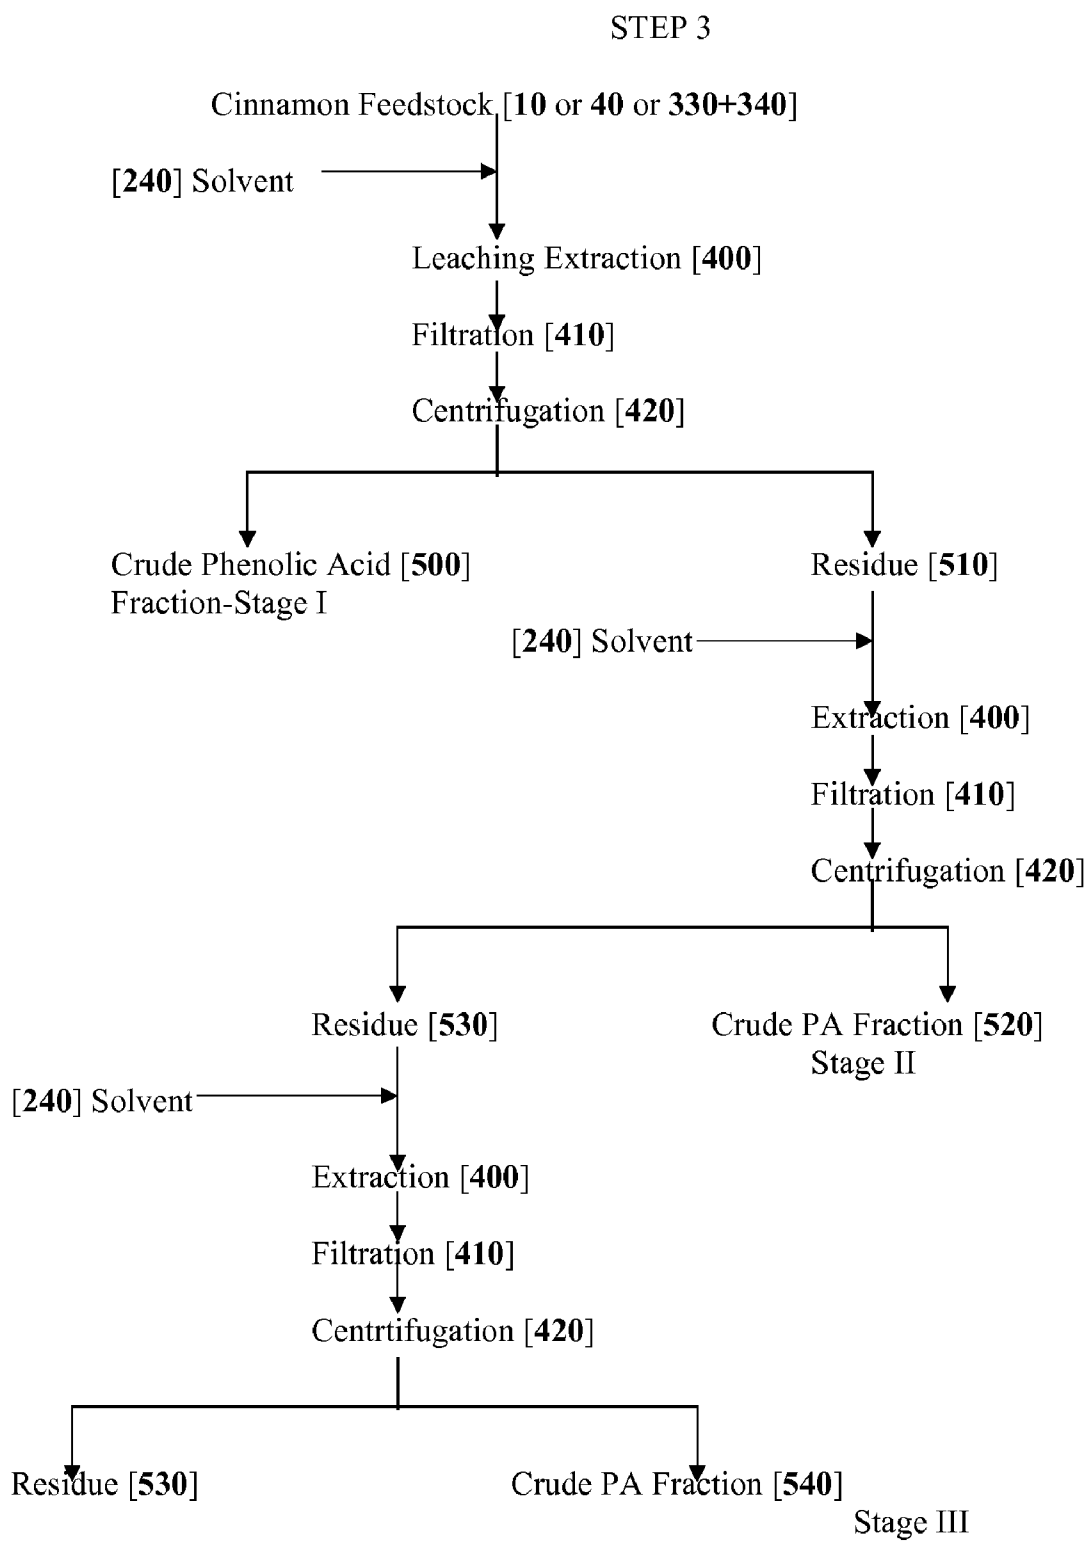 STEP 3
Cinnamon Feedstock [10 or 40 or 330+340]
[240] Solvent
Leaching Extraction [400]
Filtration [410]
Centrifugation [420]
Crude Phenolic Acid [500]
Fraction-Stage I
Residue [510]
[240] Solvent
Extraction [400]
Filtration [410]
Centrifugation [420]
Residue [530]
Crude PA Fraction [520]
Stage II
[240] Solvent
Extraction [400]
Filtration [410]
Centrtifugation [420]
Residue [530]
Crude PA Fraction [540]
Stage III